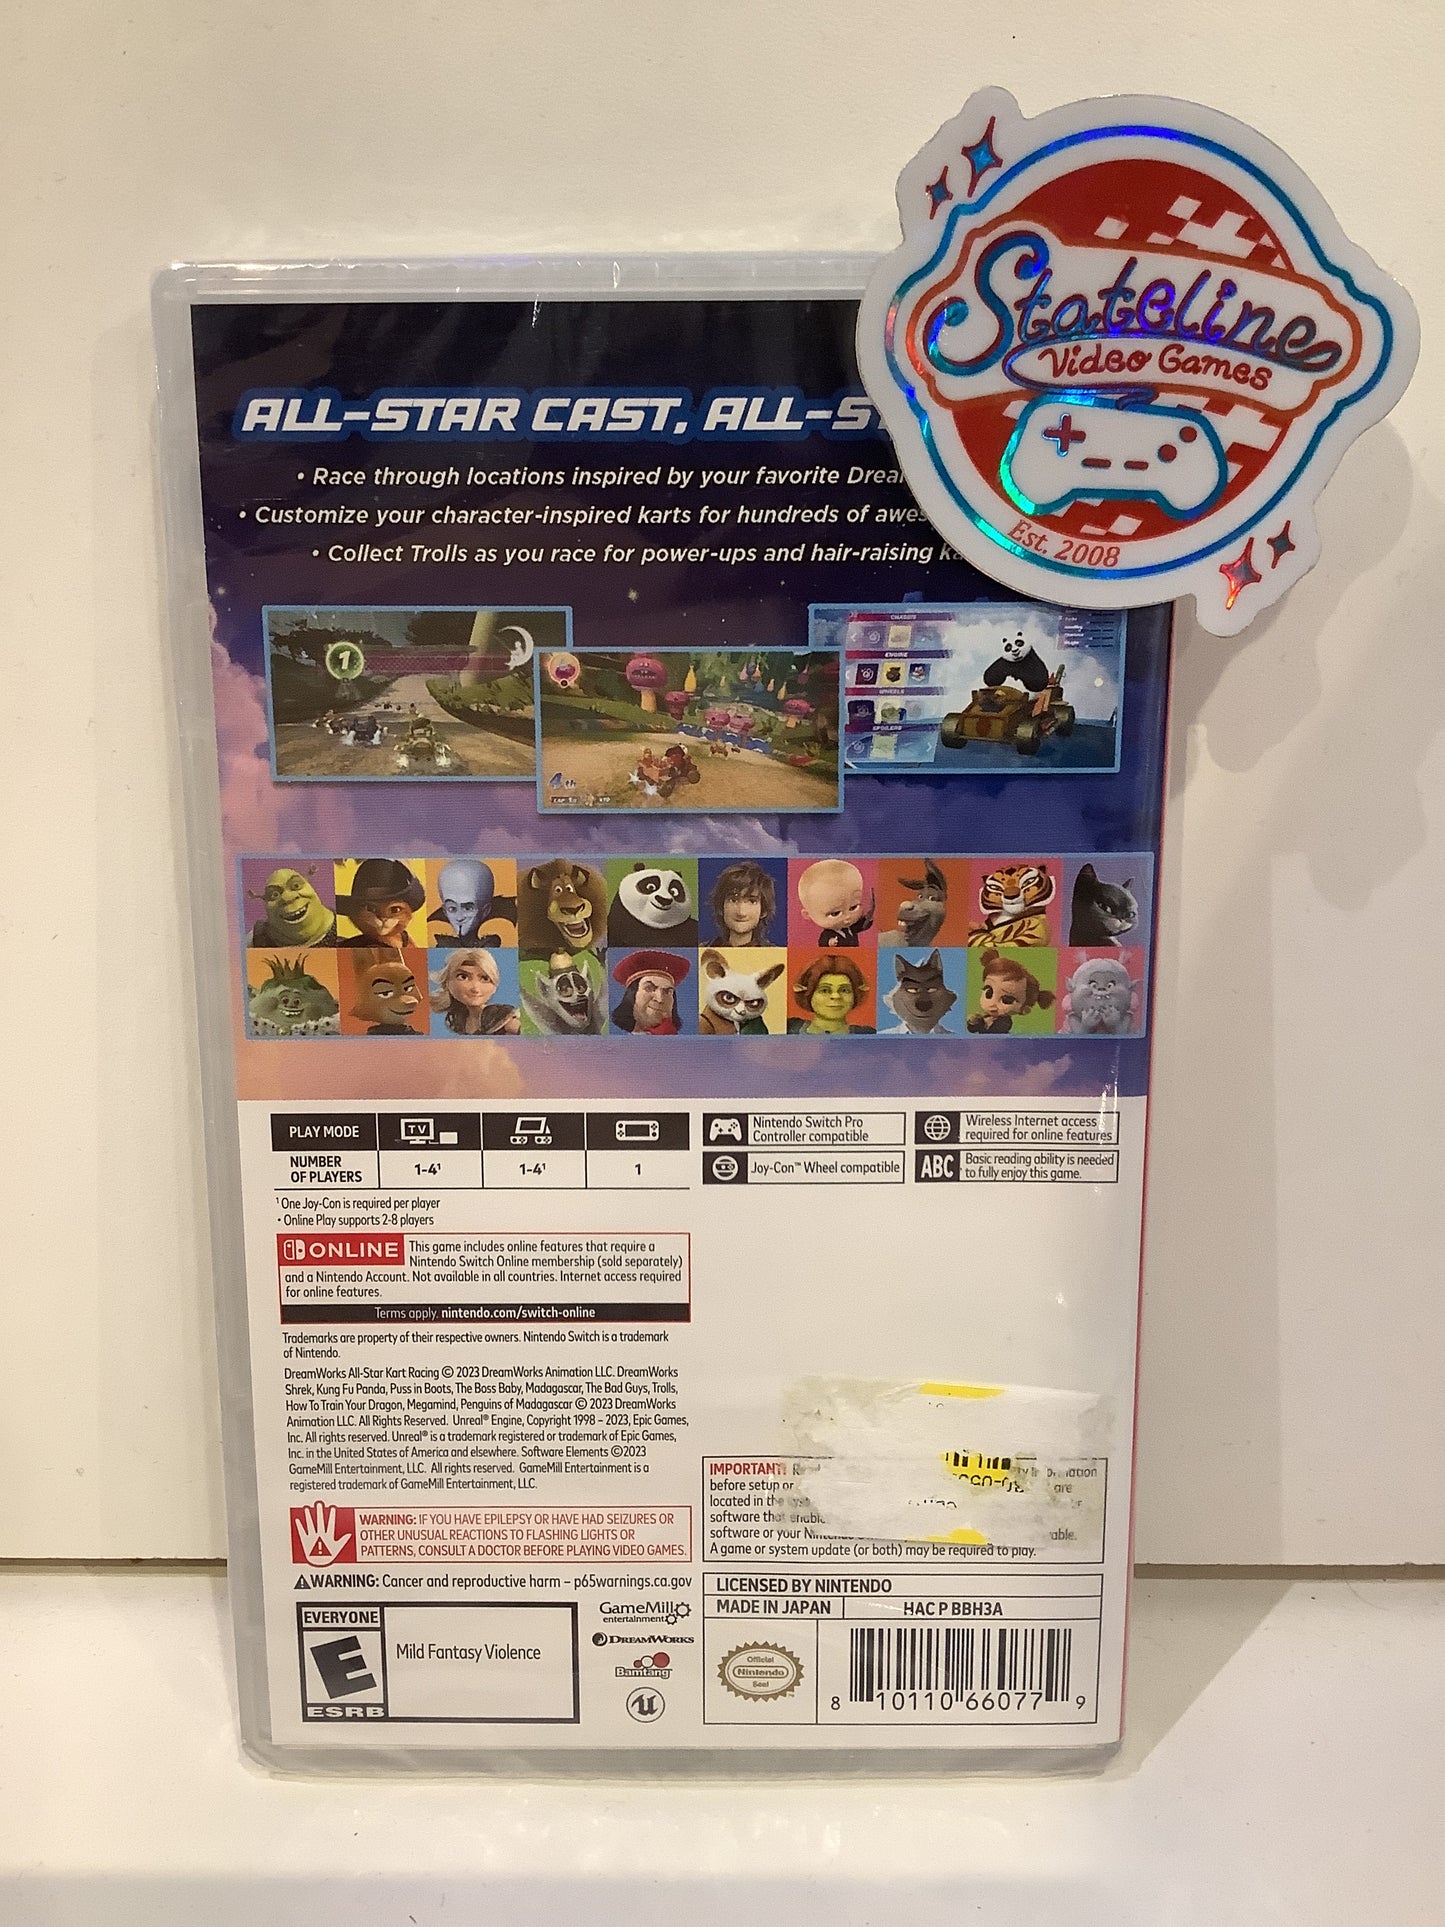 Stateline
Video Games
Est. 2008
ALL-STAR CAST,
• Race through locations inspired by your favorite
• Customize your character-inspired karts for hundreds of
• Collect Trolls as you race for power-ups and hair-raising
1
4th
CHASSIS
ENGINE
WHEELS
SPOILERS
PLAY MODE
TV
NUMBER
OF PLAYERS
1-4¹
1-4¹
1
¹ One Joy-Con is required per player
• Online Play supports 2-8 players
Nintendo Switch Pro
Controller compatible
Joy-Con™ Wheel compatible
Wireless Internet access
required for online features
ABC
Basic reading ability is needed
to fully enjoy this game.
ONLINE
This game includes online features that require a
Nintendo Switch Online membership (sold separately)
and a Nintendo Account. Not available in all countries. Internet access required
for online features.
Terms apply. nintendo.com/switch-online
Trademarks are property of their respective owners. Nintendo Switch is a trademark
of Nintendo.
DreamWorks All-Star Kart Racing © 2023 DreamWorks Animation LLC. DreamWorks
Shrek, Kung Fu Panda, Puss in Boots, The Boss Baby, Madagascar, The Bad Guys, Trolls,
How To Train Your Dragon, Megamind, Penguins of Madagascar © 2023 DreamWorks
Animation LLC. All Rights Reserved. Unreal® Engine, Copyright 1998 – 2023, Epic Games,
Inc. All rights reserved. Unreal® is a trademark registered or trademark of Epic Games,
Inc. in the United States of America and elsewhere. Software Elements ©2023
GameMill Entertainment, LLC. All rights reserved. GameMill Entertainment is a
registered trademark of GameMill Entertainment, LLC.
WARNING: IF YOU HAVE EPILEPSY OR HAVE HAD SEIZURES OR
OTHER UNUSUAL REACTIONS TO FLASHING LIGHTS OR
PATTERNS, CONSULT A DOCTOR BEFORE PLAYING VIDEO GAMES.
WARNING: Cancer and reproductive harm – p65warnings.ca.gov
EVERYONE
E
ESRB
Mild Fantasy Violence
GameMill
entertainment
DREAMWORKS
Bamtang
IMPORTANT:
before setup or
are
located in the
software that
software or your
A game or system update (or both) may be required to play.
LICENSED BY NINTENDO
MADE IN JAPAN
HAC P BBH3A
Official
Nintendo
Seal
8 10110 66077 9